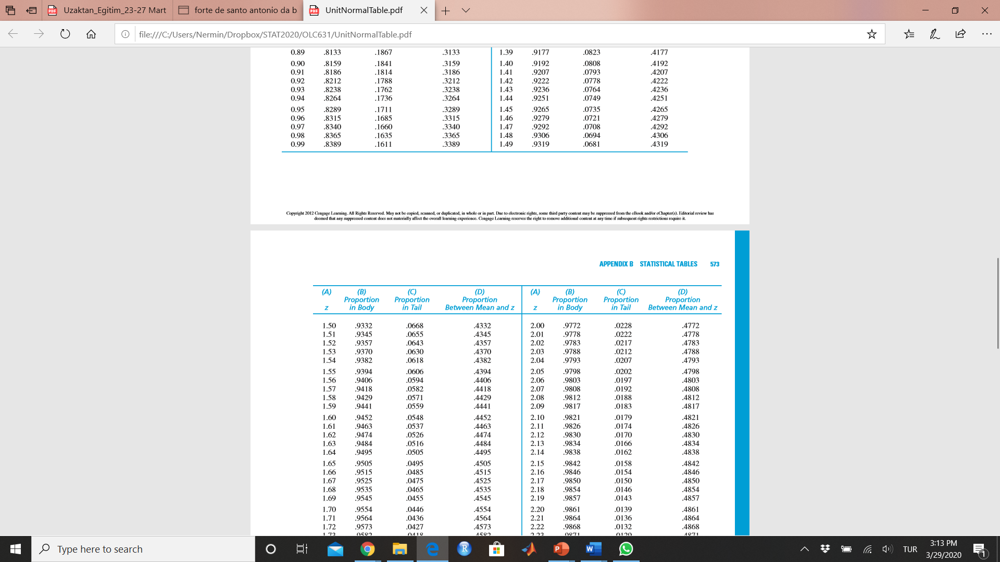 Uzaktan_Egitim_23-27 Mart
forte de santo antonio da b
UnitNormalTable.pdf
file:///C:/Users/Nermin/Dropbox/STAT2020/OLC631/UnitNormalTable.pdf
0.89 .8133 .1867 .3133 1.39 .9177 .0823 .4177
0.90 .8159 .1841 .3159 1.40 .9192 .0808 .4192
0.91 .8186 .1814 .3186 1.41 .9207 .0793 .4207
0.92 .8212 .1788 .3212 1.42 .9222 .0778 .4222
0.93 .8238 .1762 .3238 1.43 .9236 .0764 .4236
0.94 .8264 .1736 .3264 1.44 .9251 .0749 .4251
0.95 .8289 .1711 .3289 1.45 .9265 .0735 .4265
0.96 .8315 .1685 .3315 1.46 .9279 .0721 .4279
0.97 .8340 .1660 .3340 1.47 .9292 .0708 .4292
0.98 .8365 .1635 .3365 1.48 .9306 .0694 .4306
0.99 .8389 .1611 .3389 1.49 .9319 .0681 .4319
Copyright 2012 Cengage Learning. All Rights Reserved. May not be copied, scanned, or duplicated, in whole or in part. Due to electronic rights, some third party content may be suppressed from the eBook and/or eChapter(s). Editorial review has
deemed that any suppressed content does not materially affect the overall learning experience. Cengage Learning reserves the right to remove additional content at any time if subsequent rights restrictions require it.
APPENDIX B STATISTICAL TABLES 573
(A) (B) (C) (D) (A) (B) (C) (D)
Proportion Proportion Proportion Proportion Proportion Proportion
z in Body in Tail Between Mean and z z in Body in Tail Between Mean and z
1.50 .9332 .0668 .4332 2.00 .9772 .0228 .4772
1.51 .9345 .0655 .4345 2.01 .9778 .0222 .4778
1.52 .9357 .0643 .4357 2.02 .9783 .0217 .4783
1.53 .9370 .0630 .4370 2.03 .9788 .0212 .4788
1.54 .9382 .0618 .4382 2.04 .9793 .0207 .4793
1.55 .9394 .0606 .4394 2.05 .9798 .0202 .4798
1.56 .9406 .0594 .4406 2.06 .9803 .0197 .4803
1.57 .9418 .0582 .4418 2.07 .9808 .0192 .4808
1.58 .9429 .0571 .4429 2.08 .9812 .0188 .4812
1.59 .9441 .0559 .4441 2.09 .9817 .0183 .4817
1.60 .9452 .0548 .4452 2.10 .9821 .0179 .4821
1.61 .9463 .0537 .4463 2.11 .9826 .0174 .4826
1.62 .9474 .0526 .4474 2.12 .9830 .0170 .4830
1.63 .9484 .0516 .4484 2.13 .9834 .0166 .4834
1.64 .9495 .0505 .4495 2.14 .9838 .0162 .4838
1.65 .9505 .0495 .4505 2.15 .9842 .0158 .4842
1.66 .9515 .0485 .4515 2.16 .9846 .0154 .4846
1.67 .9525 .0475 .4525 2.17 .9850 .0150 .4850
1.68 .9535 .0465 .4535 2.18 .9854 .0146 .4854
1.69 .9545 .0455 .4545 2.19 .9857 .0143 .4857
1.70 .9554 .0446 .4554 2.20 .9861 .0139 .4861
1.71 .9564 .0436 .4564 2.21 .9864 .0136 .4864
1.72 .9573 .0427 .4573 2.22 .9868 .0132 .4868
1.73 .9582 .0418 .4582 2.23 .9871 .0129 .4871
Type here to search
TUR
3:13 PM
3/29/2020
1